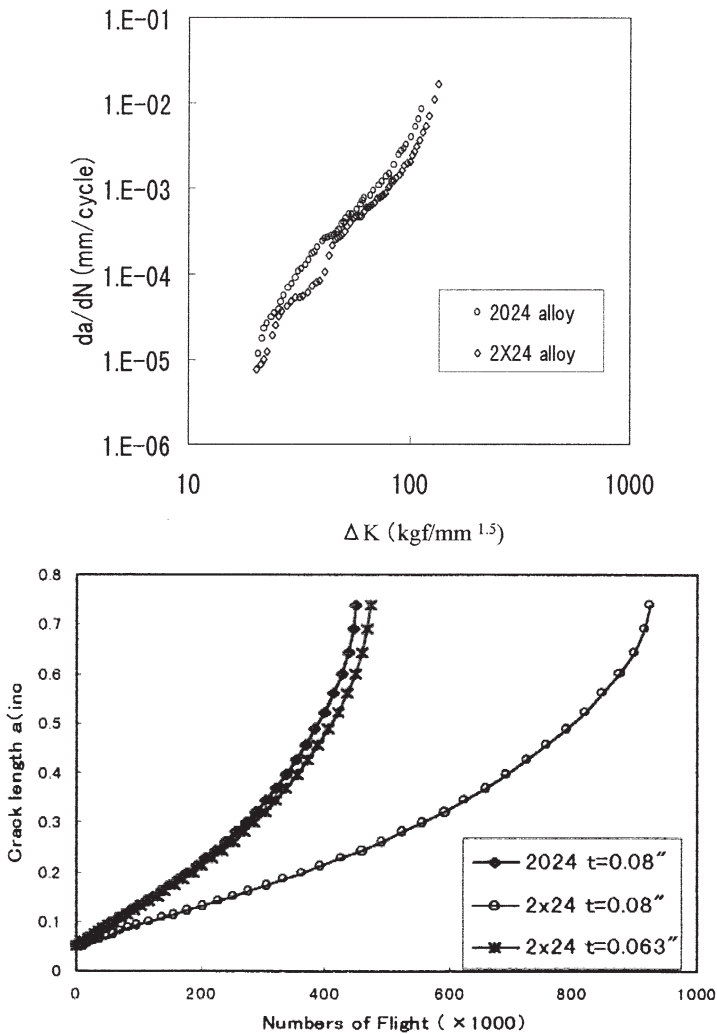 1.E−01
1.E−02
1.E−03
1.E−04
1.E−05
1.E−06
da/dN (mm/cycle)
2024 alloy
2X24 alloy
10 100 1000
ΔK (kgf/mm 1.5)
0.8
0.7
0.6
0.5
0.4
0.3
0.2
0.1
0
Crack length a(inc
2024 t=0.08″
2x24 t=0.08″
2x24 t=0.063″
0 200 400 600 800 1000
Numbers of Flight ( ×1000)